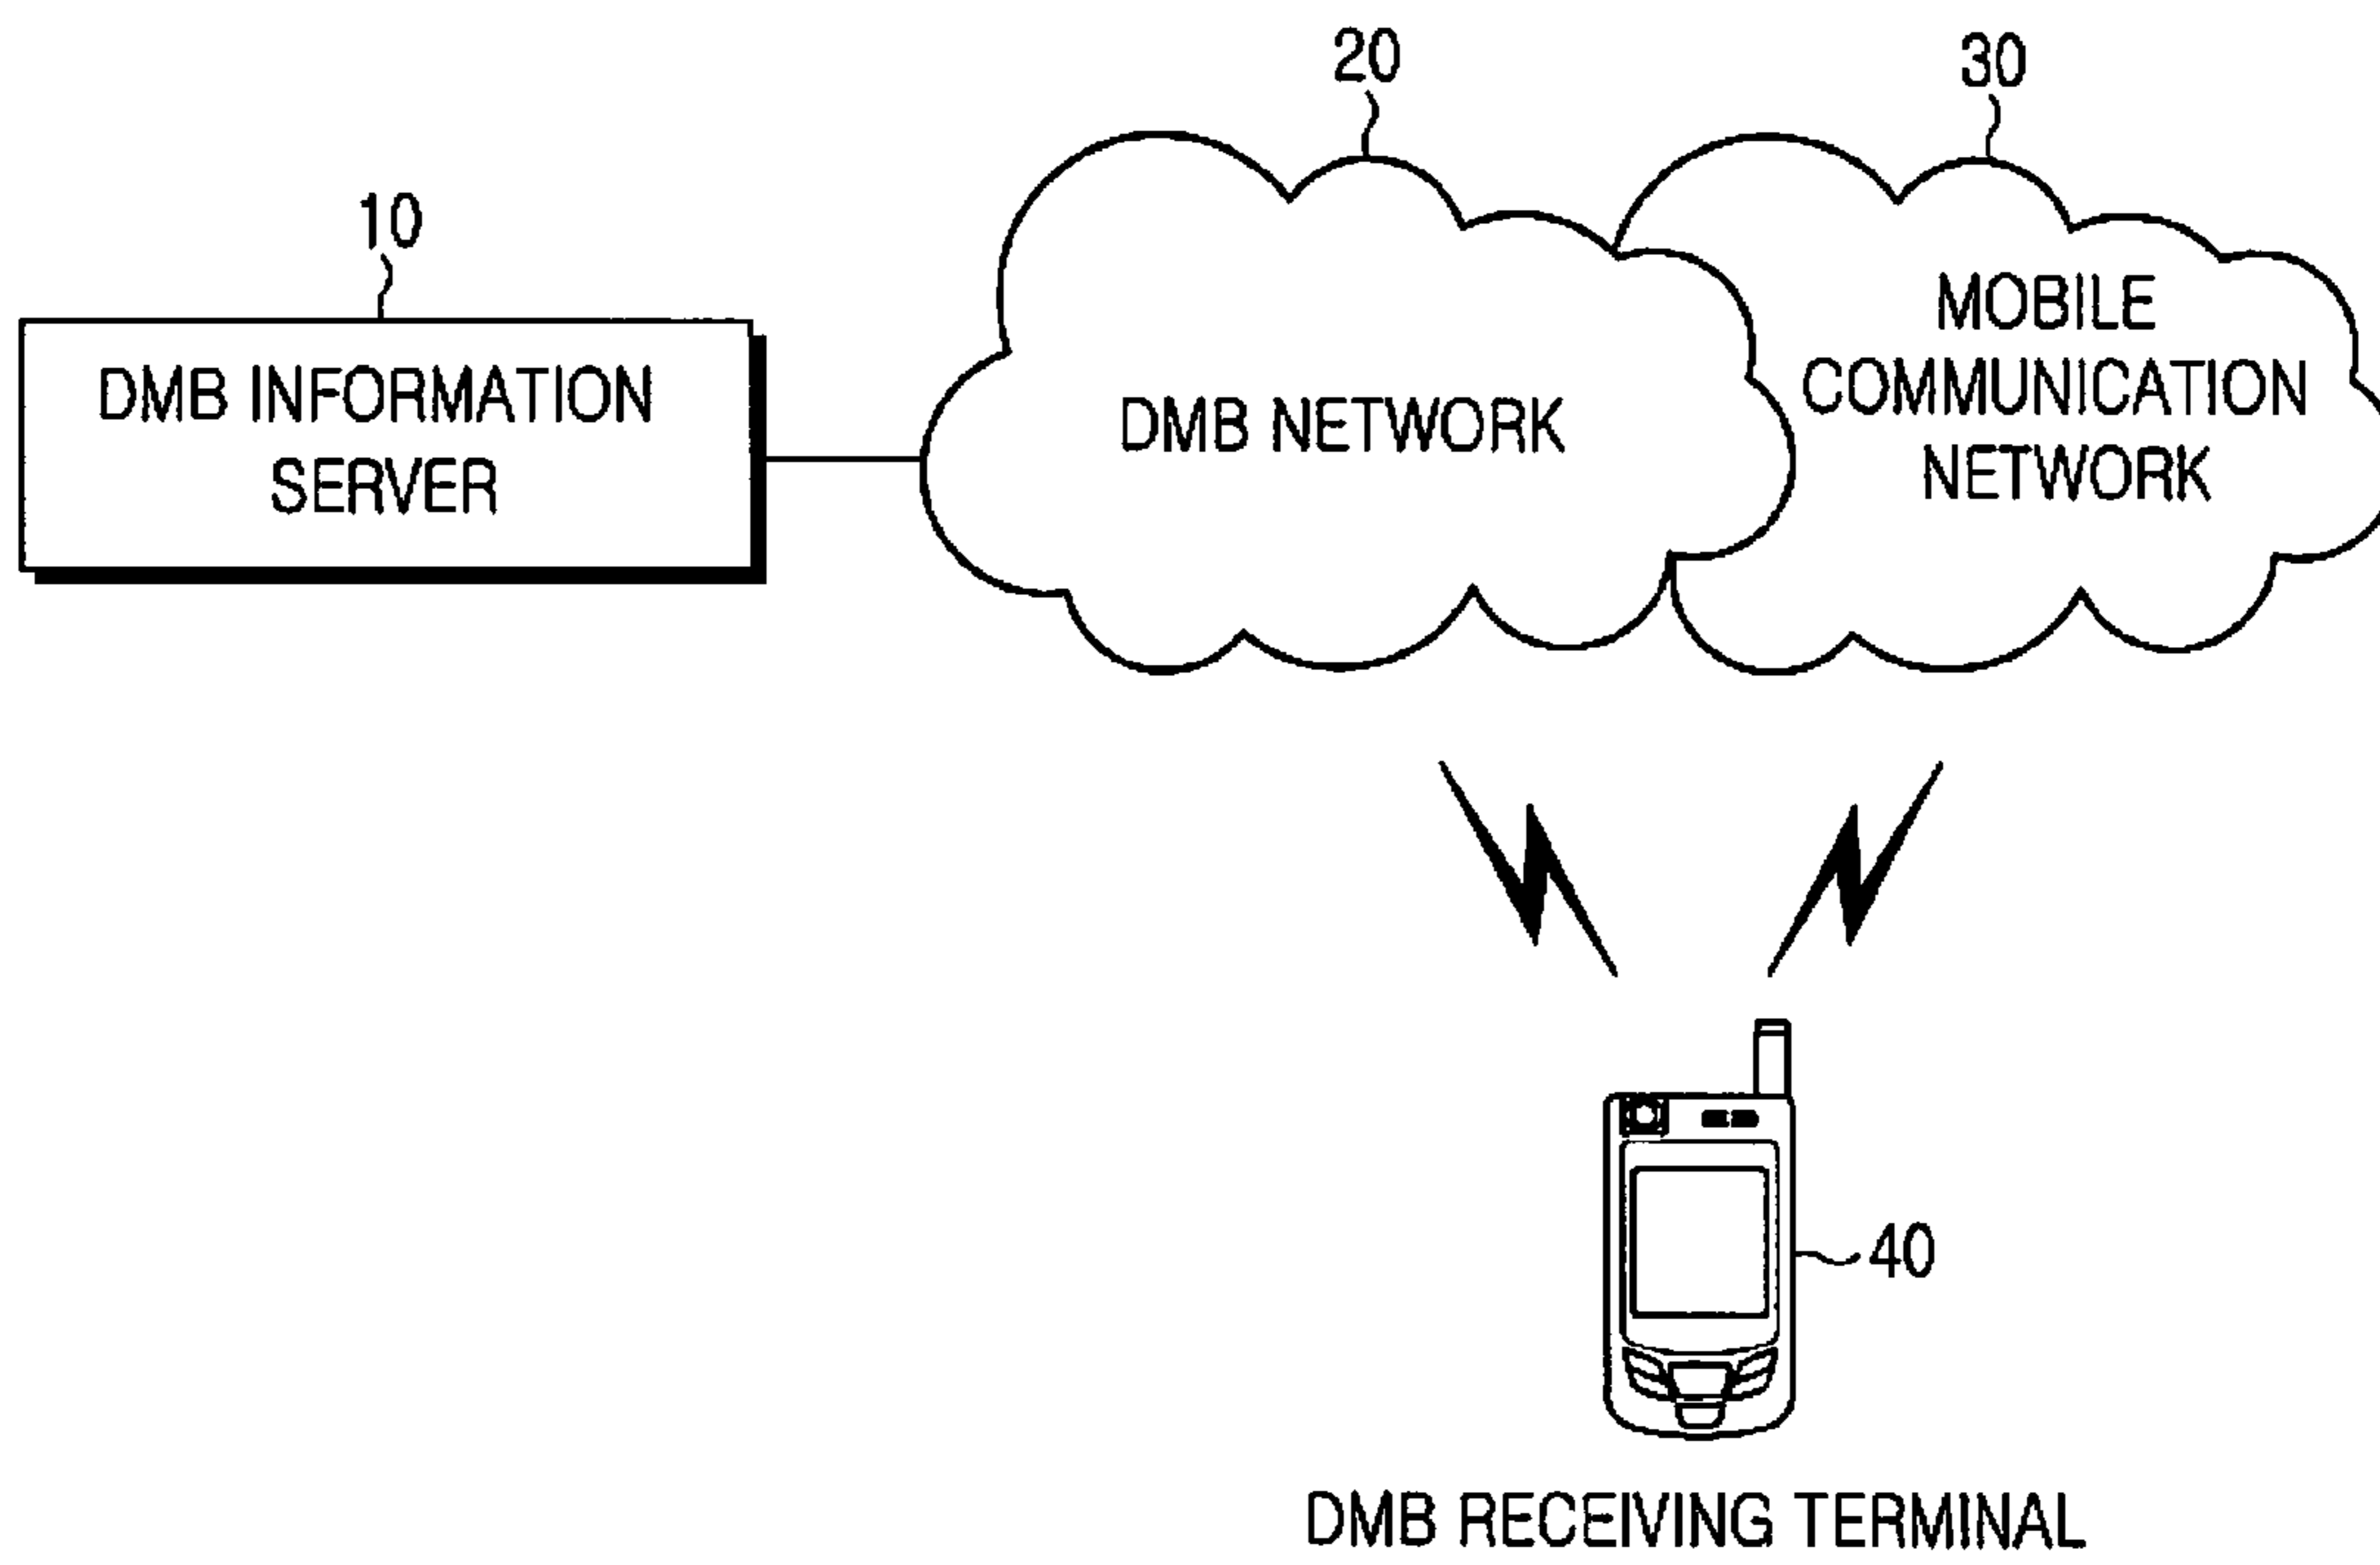 20
30
10
DMB INFORMATION
SERVER
DMB NETWORK
MOBILE
COMMUNICATION
NETWORK
40
DMB RECEIVING TERMINAL